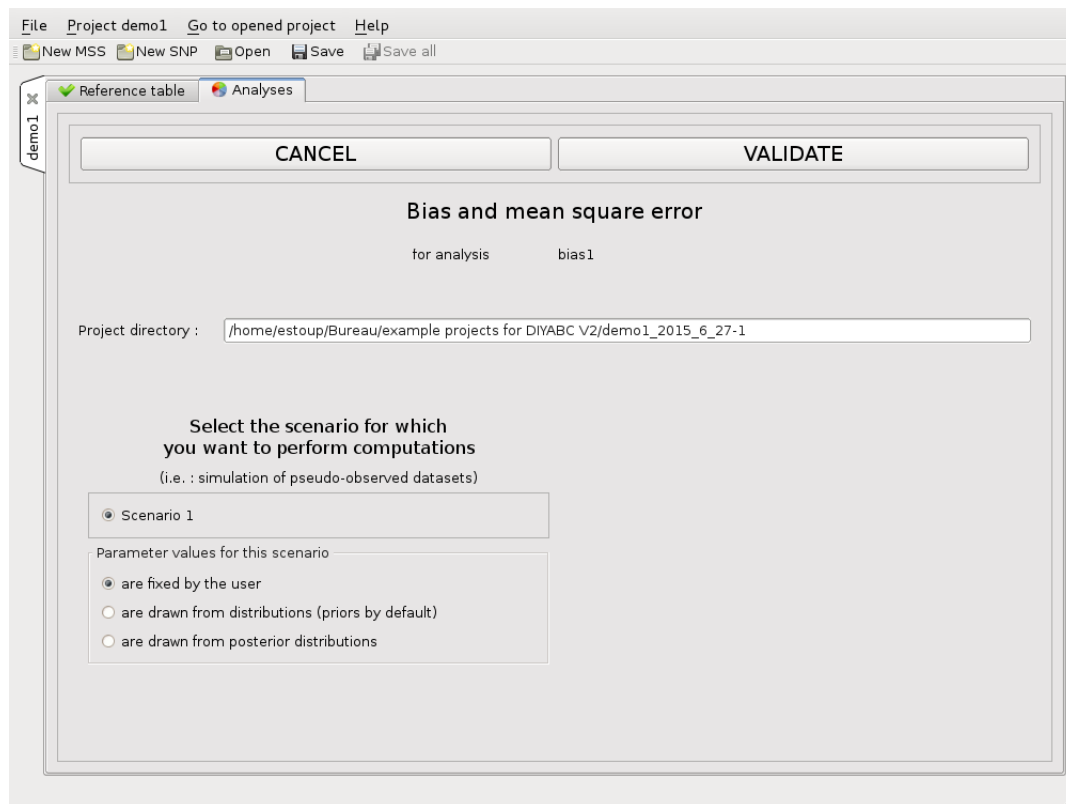 File Project demo1 Go to opened project Help
New MSS New SNP Open Save Save all
demo1
Reference table Analyses
CANCEL VALIDATE
Bias and mean square error
for analysis bias1
Project directory : /home/estoup/Bureau/example projects for DIYABC V2/demo1_2015_6_27-1
Select the scenario for which
you want to perform computations
(i.e. : simulation of pseudo-observed datasets)
Scenario 1
Parameter values for this scenario
are fixed by the user
are drawn from distributions (priors by default)
are drawn from posterior distributions